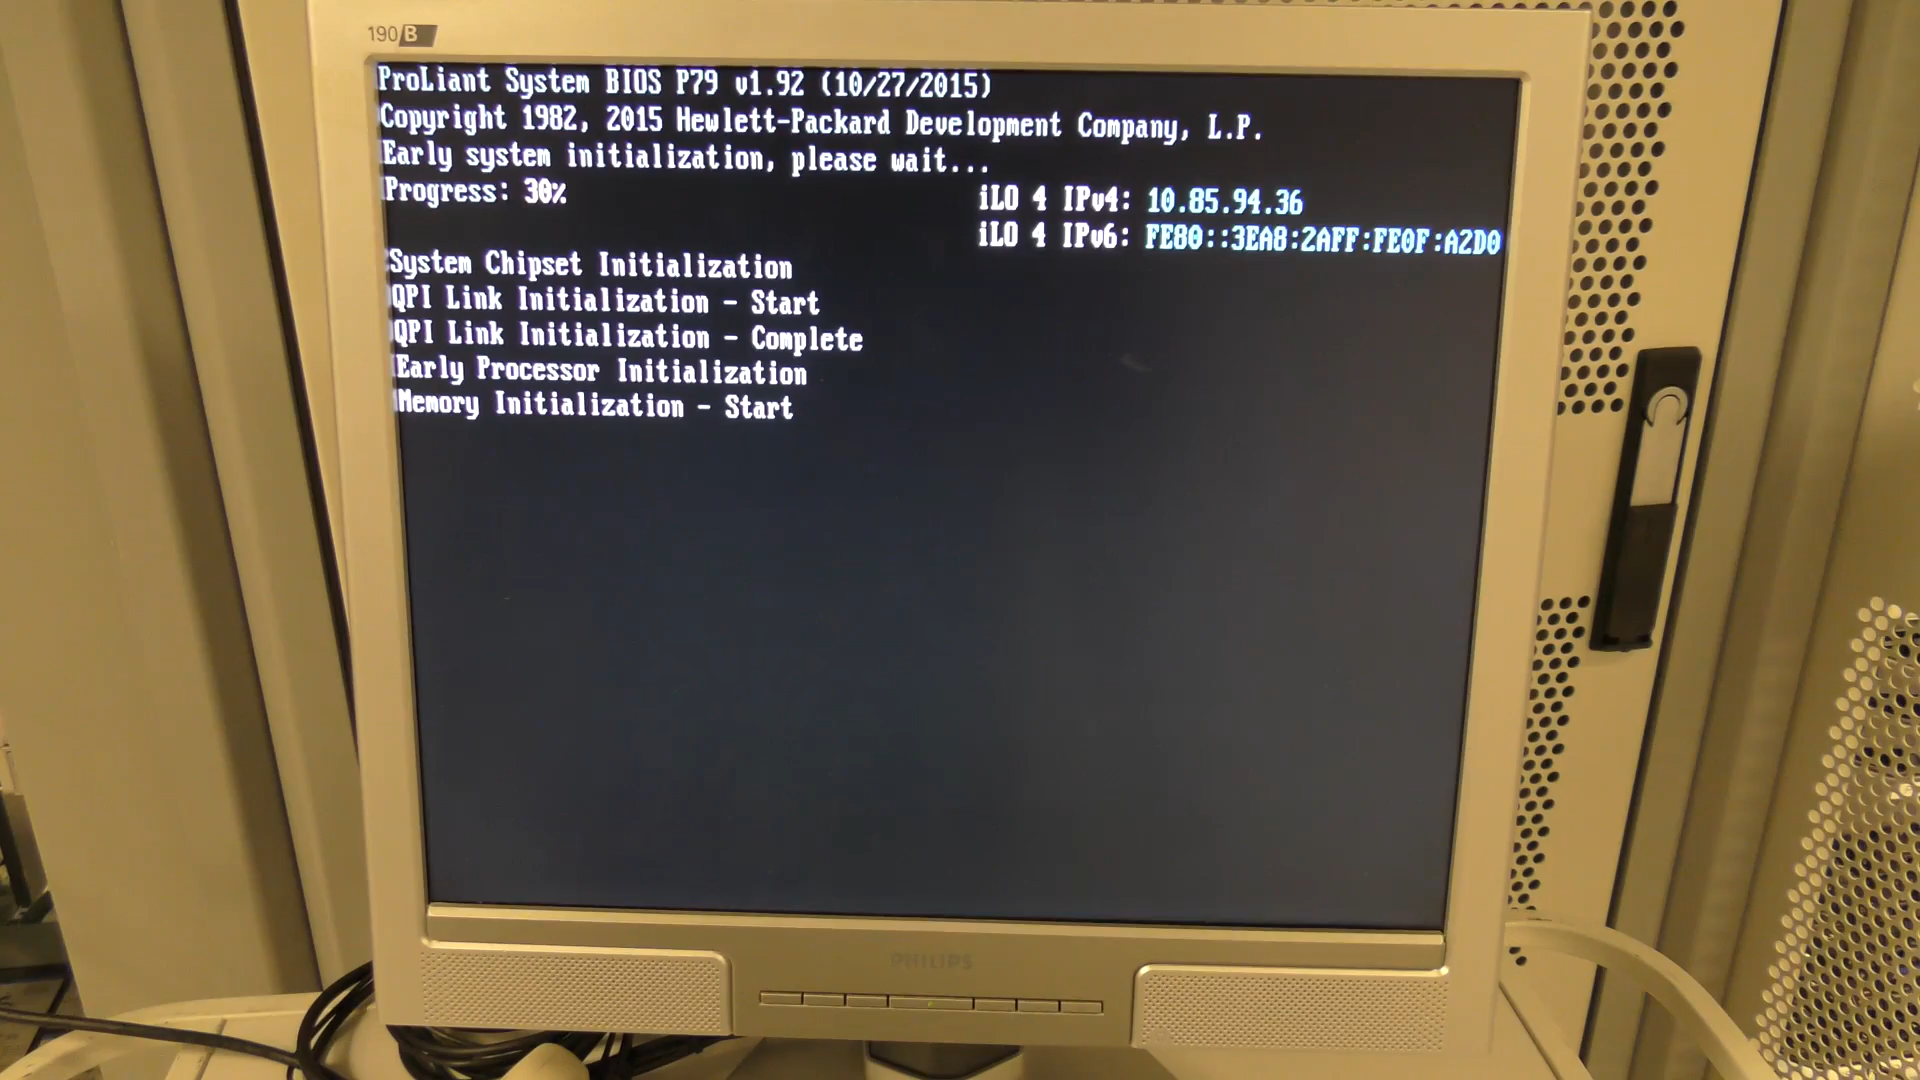 190B
ProLiant System BIOS P79 v1.92 (10/27/2015)
Copyright 1982, 2015 Hewlett-Packard Development Company, L.P.
Early system initialization, please wait...
Progress: 30%
iLO 4 IPv4: 10.85.94.36
iLO 4 IPv6: FE80::3EA8:2AFF:FE0F:A2D0
System Chipset Initialization
QPI Link Initialization - Start
QPI Link Initialization - Complete
Early Processor Initialization
Memory Initialization - Start
PHILIPS